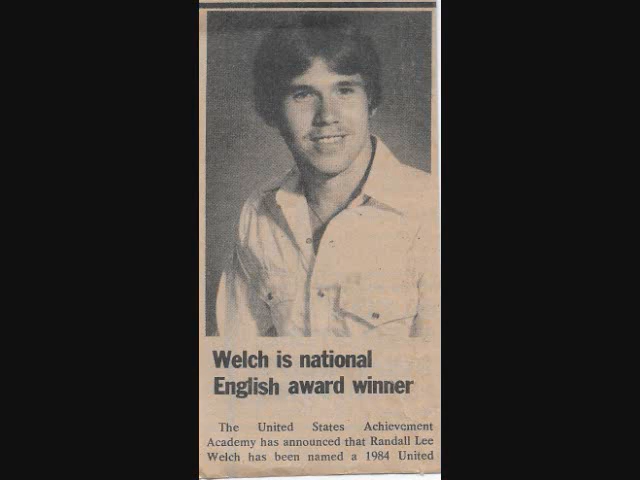 Welch is national
English award winner
The United States Achievement
Academy has announced that Randall Lee
Welch has been named a 1984 United